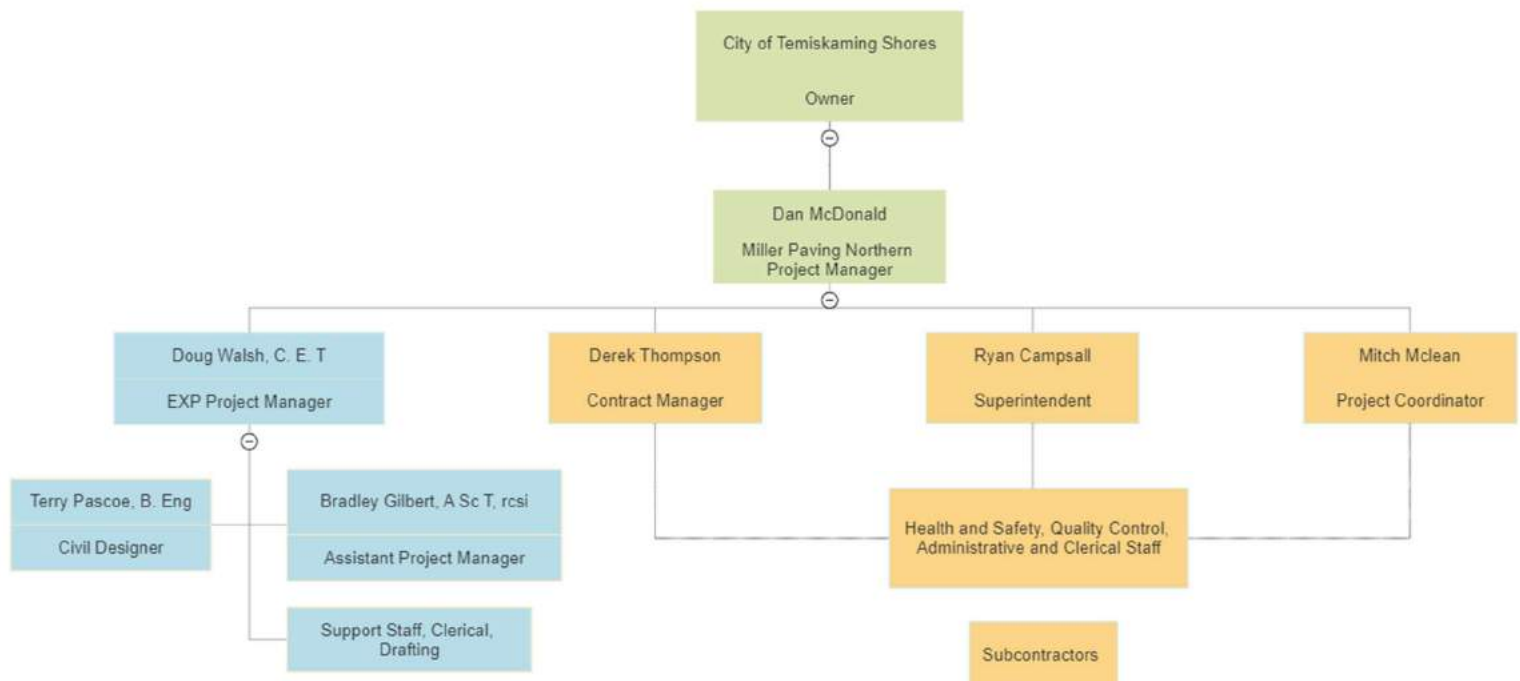 City of Temiskaming Shores
Owner
Dan McDonald
Miller Paving Northern
Project Manager
Doug Walsh, C. E. T
EXP Project Manager
Derek Thompson
Contract Manager
Ryan Campsall
Superintendent
Mitch Mclean
Project Coordinator
Terry Pascoe, B. Eng
Civil Designer
Bradley Gilbert, A Sc T, rcsi
Assistant Project Manager
Health and Safety, Quality Control,
Administrative and Clerical Staff
Support Staff, Clerical,
Drafting
Subcontractors